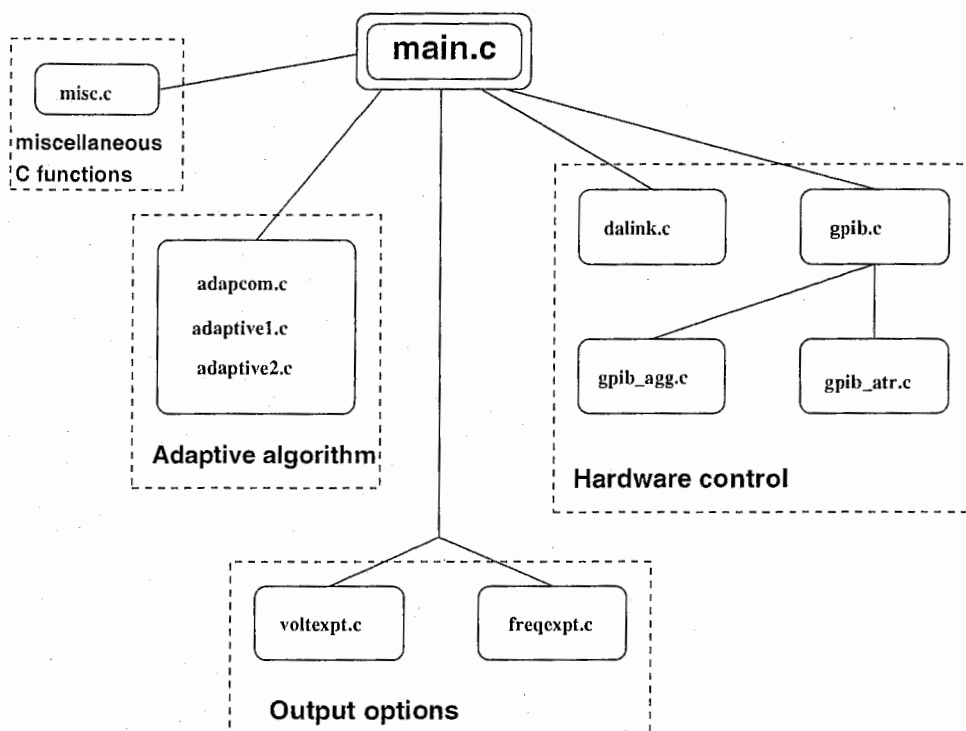 main.c
misc.c
miscellaneous
C functions
dalink.c
gpib.c
adapcom.c
adaptive1.c
adaptive2.c
gpib_agg.c
gpib_atr.c
Adaptive algorithm
Hardware control
voltexpt.c
freqexpt.c
Output options